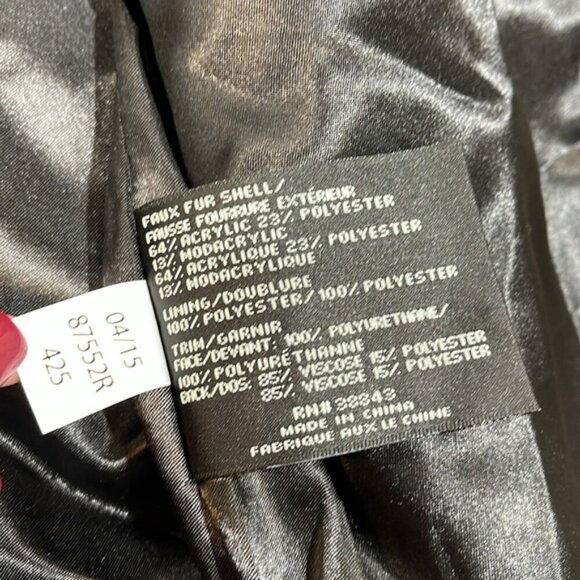 FAUX FUR SHELL/
FAUSSE FOURRURE EXTÉRIEUR
64% ACRYLIC 23% POLYESTER
13% MODACRYLIC
64% ACRYLIQUE 23% POLYESTER
13% MODACRYLIQUE
LINING/DOUBLURE
100% POLYESTER/ 100% POLYESTER
TRIM/GARNIR
FACE/DEVANT: 100% POLYURETHANE/
100% POLYURÉTHANNE
BACK/DOS: 85% VISCOSE 15% POLYESTER
85% VISCOSE 15% POLYESTER
RN# 32843
MADE IN CHINA
FABRIQUE AUX LE CHINE
04/15
87552R
425